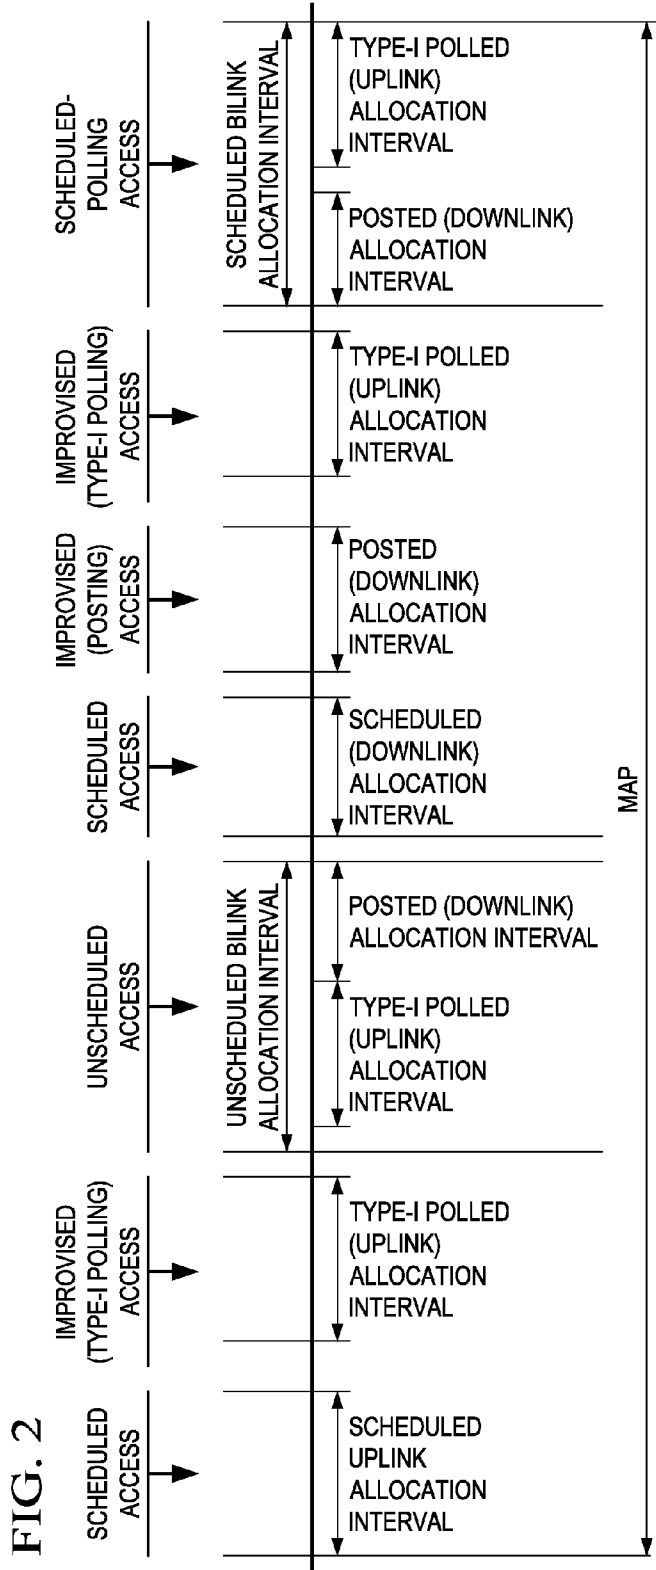 FIG. 2
SCHEDULED-
POLLING
ACCESS
SCHEDULED BILINK
ALLOCATION INTERVAL
TYPE-I POLLED
(UPLINK)
ALLOCATION
INTERVAL
POSTED (DOWNLINK)
ALLOCATION
INTERVAL
IMPROVISED
(TYPE-I POLLING)
ACCESS
TYPE-I POLLED
(UPLINK)
ALLOCATION
INTERVAL
IMPROVISED
(POSTING)
ACCESS
POSTED
(DOWNLINK)
ALLOCATION
INTERVAL
SCHEDULED
ACCESS
SCHEDULED
(DOWNLINK)
ALLOCATION
INTERVAL
MAP
UNSCHEDULED
ACCESS
UNSCHEDULED BILINK
ALLOCATION INTERVAL
POSTED (DOWNLINK)
ALLOCATION INTERVAL
TYPE-I POLLED
(UPLINK)
ALLOCATION
INTERVAL
IMPROVISED
(TYPE-I POLLING)
ACCESS
TYPE-I POLLED
(UPLINK)
ALLOCATION
INTERVAL
SCHEDULED
ACCESS
SCHEDULED
UPLINK
ALLOCATION
INTERVAL